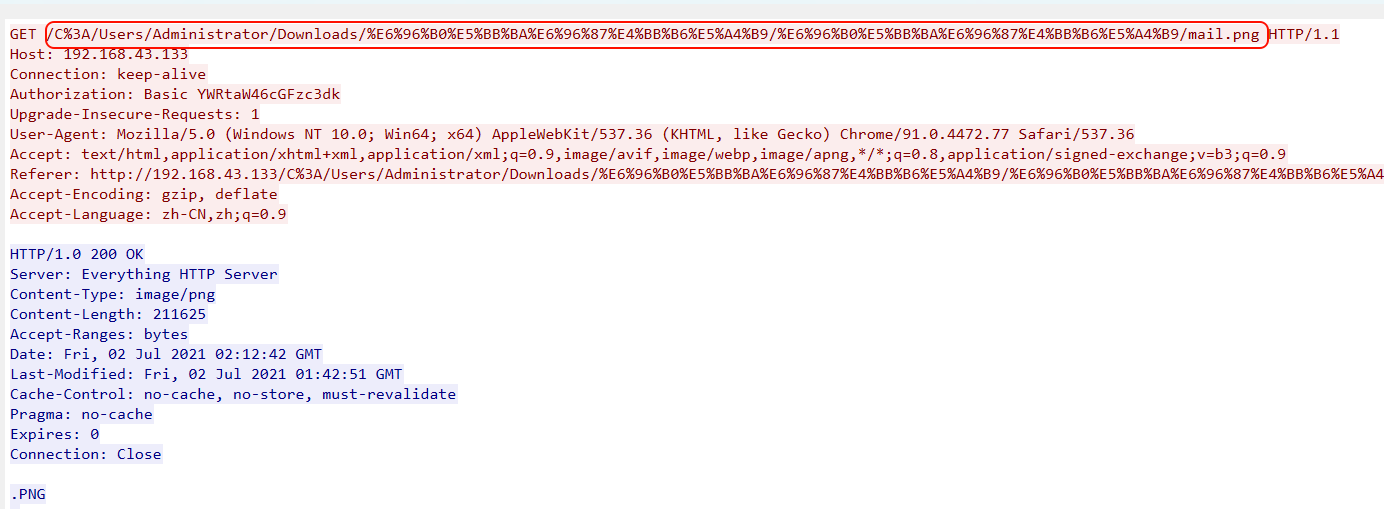 GET /C%3A/Users/Administrator/Downloads/%E6%96%B0%E5%BB%BA%E6%96%87%E4%BB%B6%E5%A4%B9/%E6%96%B0%E5%BB%BA%E6%96%87%E4%BB%B6%E5%A4%B9/mail.png HTTP/1.1
Host: 192.168.43.133
Connection: keep-alive
Authorization: Basic YWRtaW46cGFzc3dk
Upgrade-Insecure-Requests: 1
User-Agent: Mozilla/5.0 (Windows NT 10.0; Win64; x64) AppleWebKit/537.36 (KHTML, like Gecko) Chrome/91.0.4472.77 Safari/537.36
Accept: text/html,application/xhtml+xml,application/xml;q=0.9,image/avif,image/webp,image/apng,*/*;q=0.8,application/signed-exchange;v=b3;q=0.9
Referer: http://192.168.43.133/C%3A/Users/Administrator/Downloads/%E6%96%B0%E5%BB%BA%E6%96%87%E4%BB%B6%E5%A4%B9/%E6%96%B0%E5%BB%BA%E6%96%87%E4%BB%B6%E5%A4
Accept-Encoding: gzip, deflate
Accept-Language: zh-CN,zh;q=0.9
HTTP/1.0 200 OK
Server: Everything HTTP Server
Content-Type: image/png
Content-Length: 211625
Accept-Ranges: bytes
Date: Fri, 02 Jul 2021 02:12:42 GMT
Last-Modified: Fri, 02 Jul 2021 01:42:51 GMT
Cache-Control: no-cache, no-store, must-revalidate
Pragma: no-cache
Expires: 0
Connection: Close
.PNG